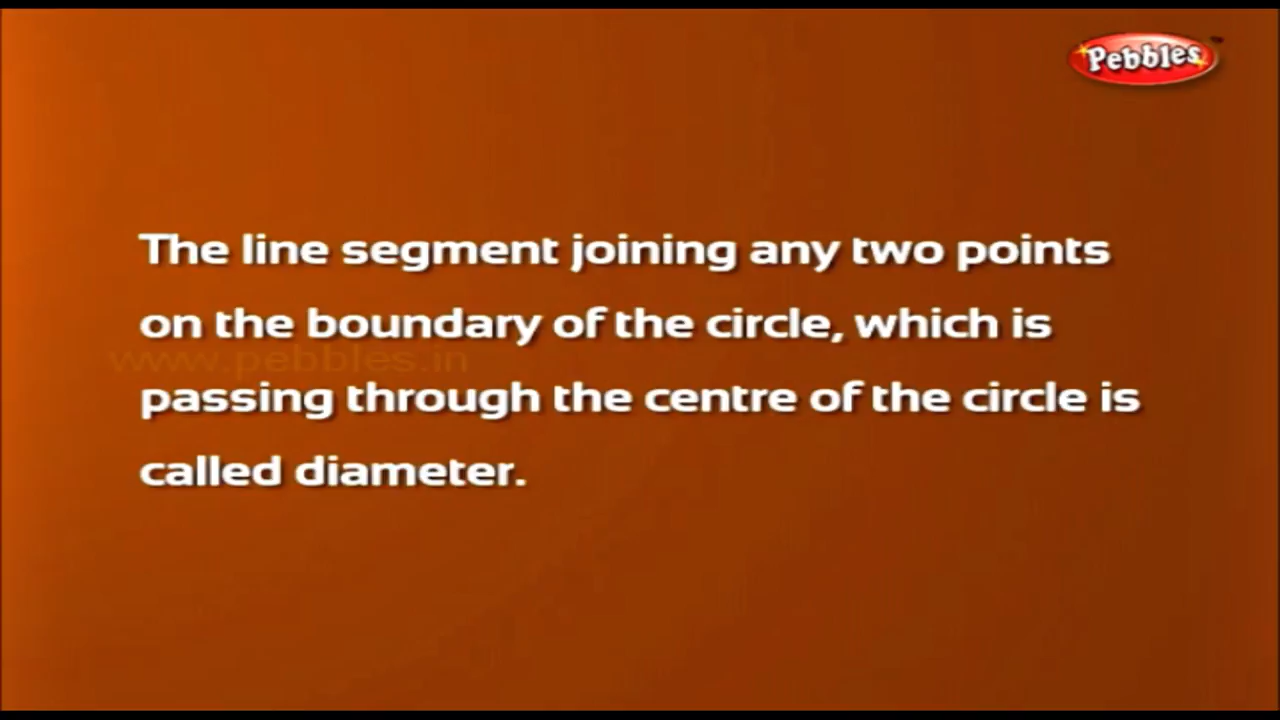 Pebbles™
The line segment joining any two points
on the boundary of the circle, which is
www.pebbles.in
passing through the centre of the circle is
called diameter.